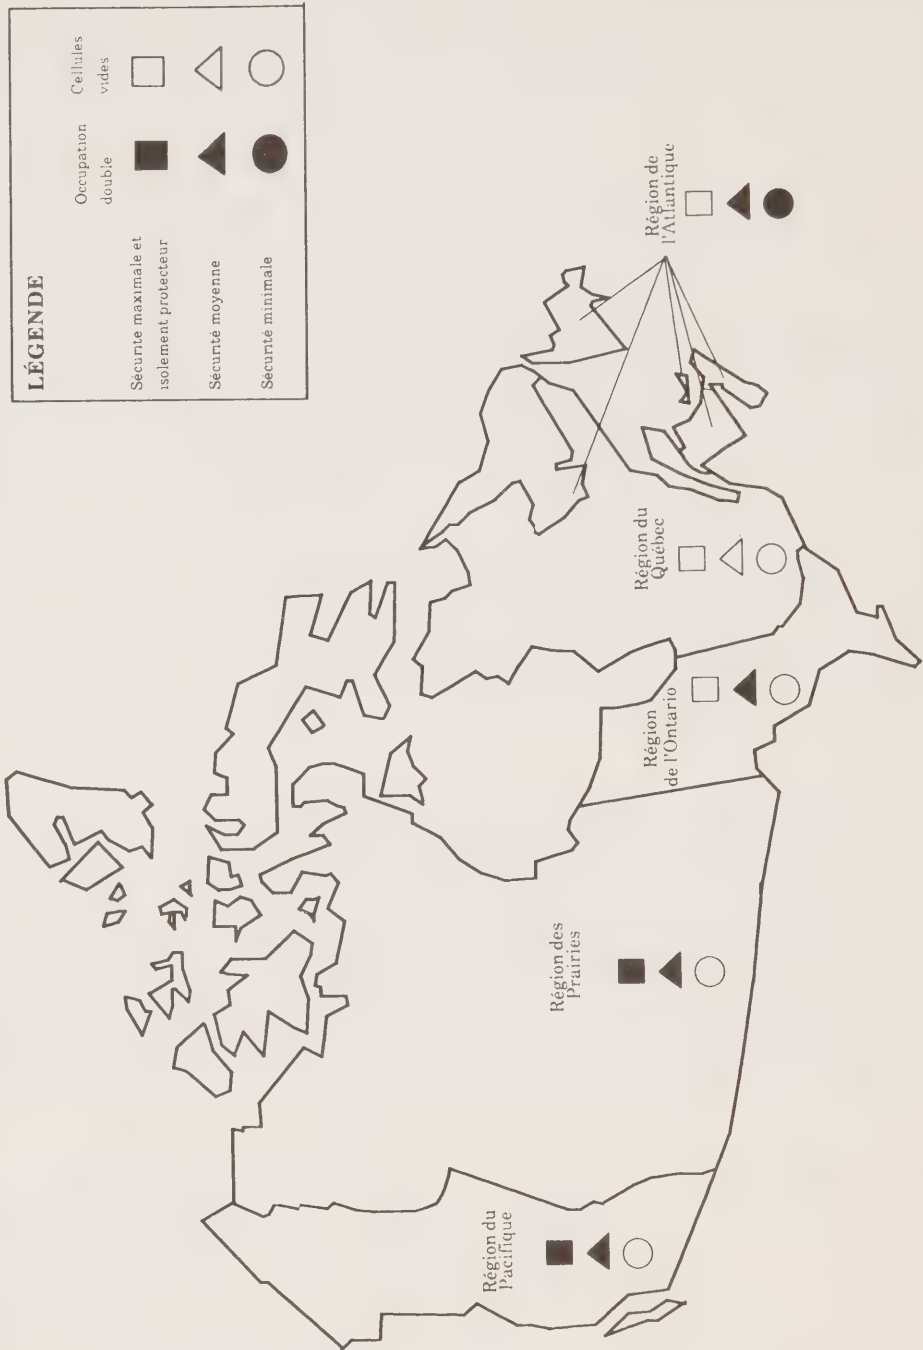 LÉGENDE
Occupation
double
Cellules
vides
Sécurité maximale et
isolement protecteur
Sécurité moyenne
Sécurité minimale
Région du
Pacifique
Région des
Prairies
Région
de l'Ontario
Région du
Québec
Région de
l'Atlantique